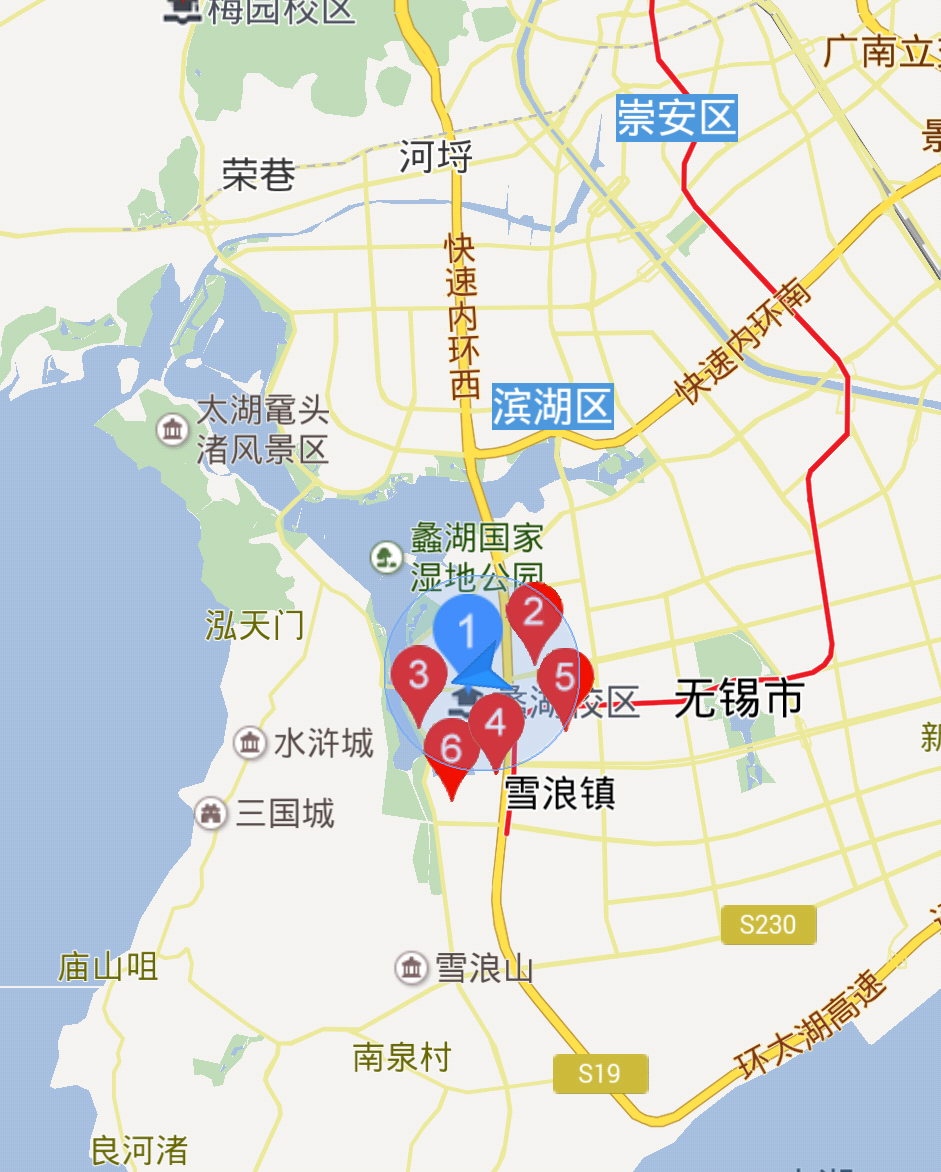 梅园校区
广南立交
崇安区
荣巷
河埒
快速内环西
快速内环南
滨湖区
太湖鼋头
渚风景区
蠡湖国家
湿地公园
泓天门
1
2
3
5
蠡湖校区
无锡市
4
6
水浒城
新
雪浪镇
三国城
S230
庙山咀
雪浪山
环太湖高速
南泉村
S19
良河渚